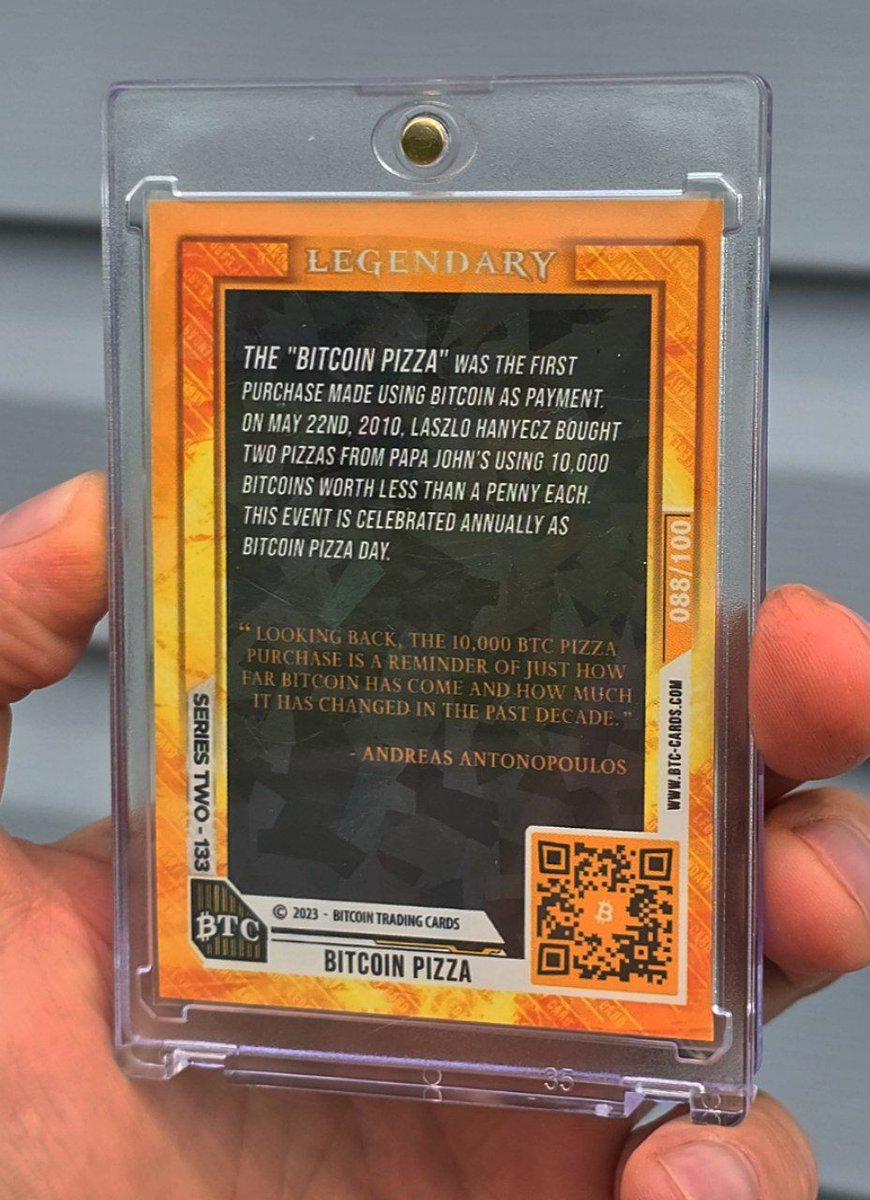 LEGENDARY
THE "BITCOIN PIZZA" WAS THE FIRST
PURCHASE MADE USING BITCOIN AS PAYMENT.
ON MAY 22ND, 2010, LASZLO HANYECZ BOUGHT
TWO PIZZAS FROM PAPA JOHN'S USING 10,000
BITCOINS WORTH LESS THAN A PENNY EACH.
THIS EVENT IS CELEBRATED ANNUALLY AS
BITCOIN PIZZA DAY.
“ LOOKING BACK, THE 10,000 BTC PIZZA
PURCHASE IS A REMINDER OF JUST HOW
FAR BITCOIN HAS COME AND HOW MUCH
IT HAS CHANGED IN THE PAST DECADE.”
- ANDREAS ANTONOPOULOS
088/100
WWW.BTC-CARDS.COM
SERIES TWO - 133
₿TC
© 2023 - BITCOIN TRADING CARDS
BITCOIN PIZZA
35